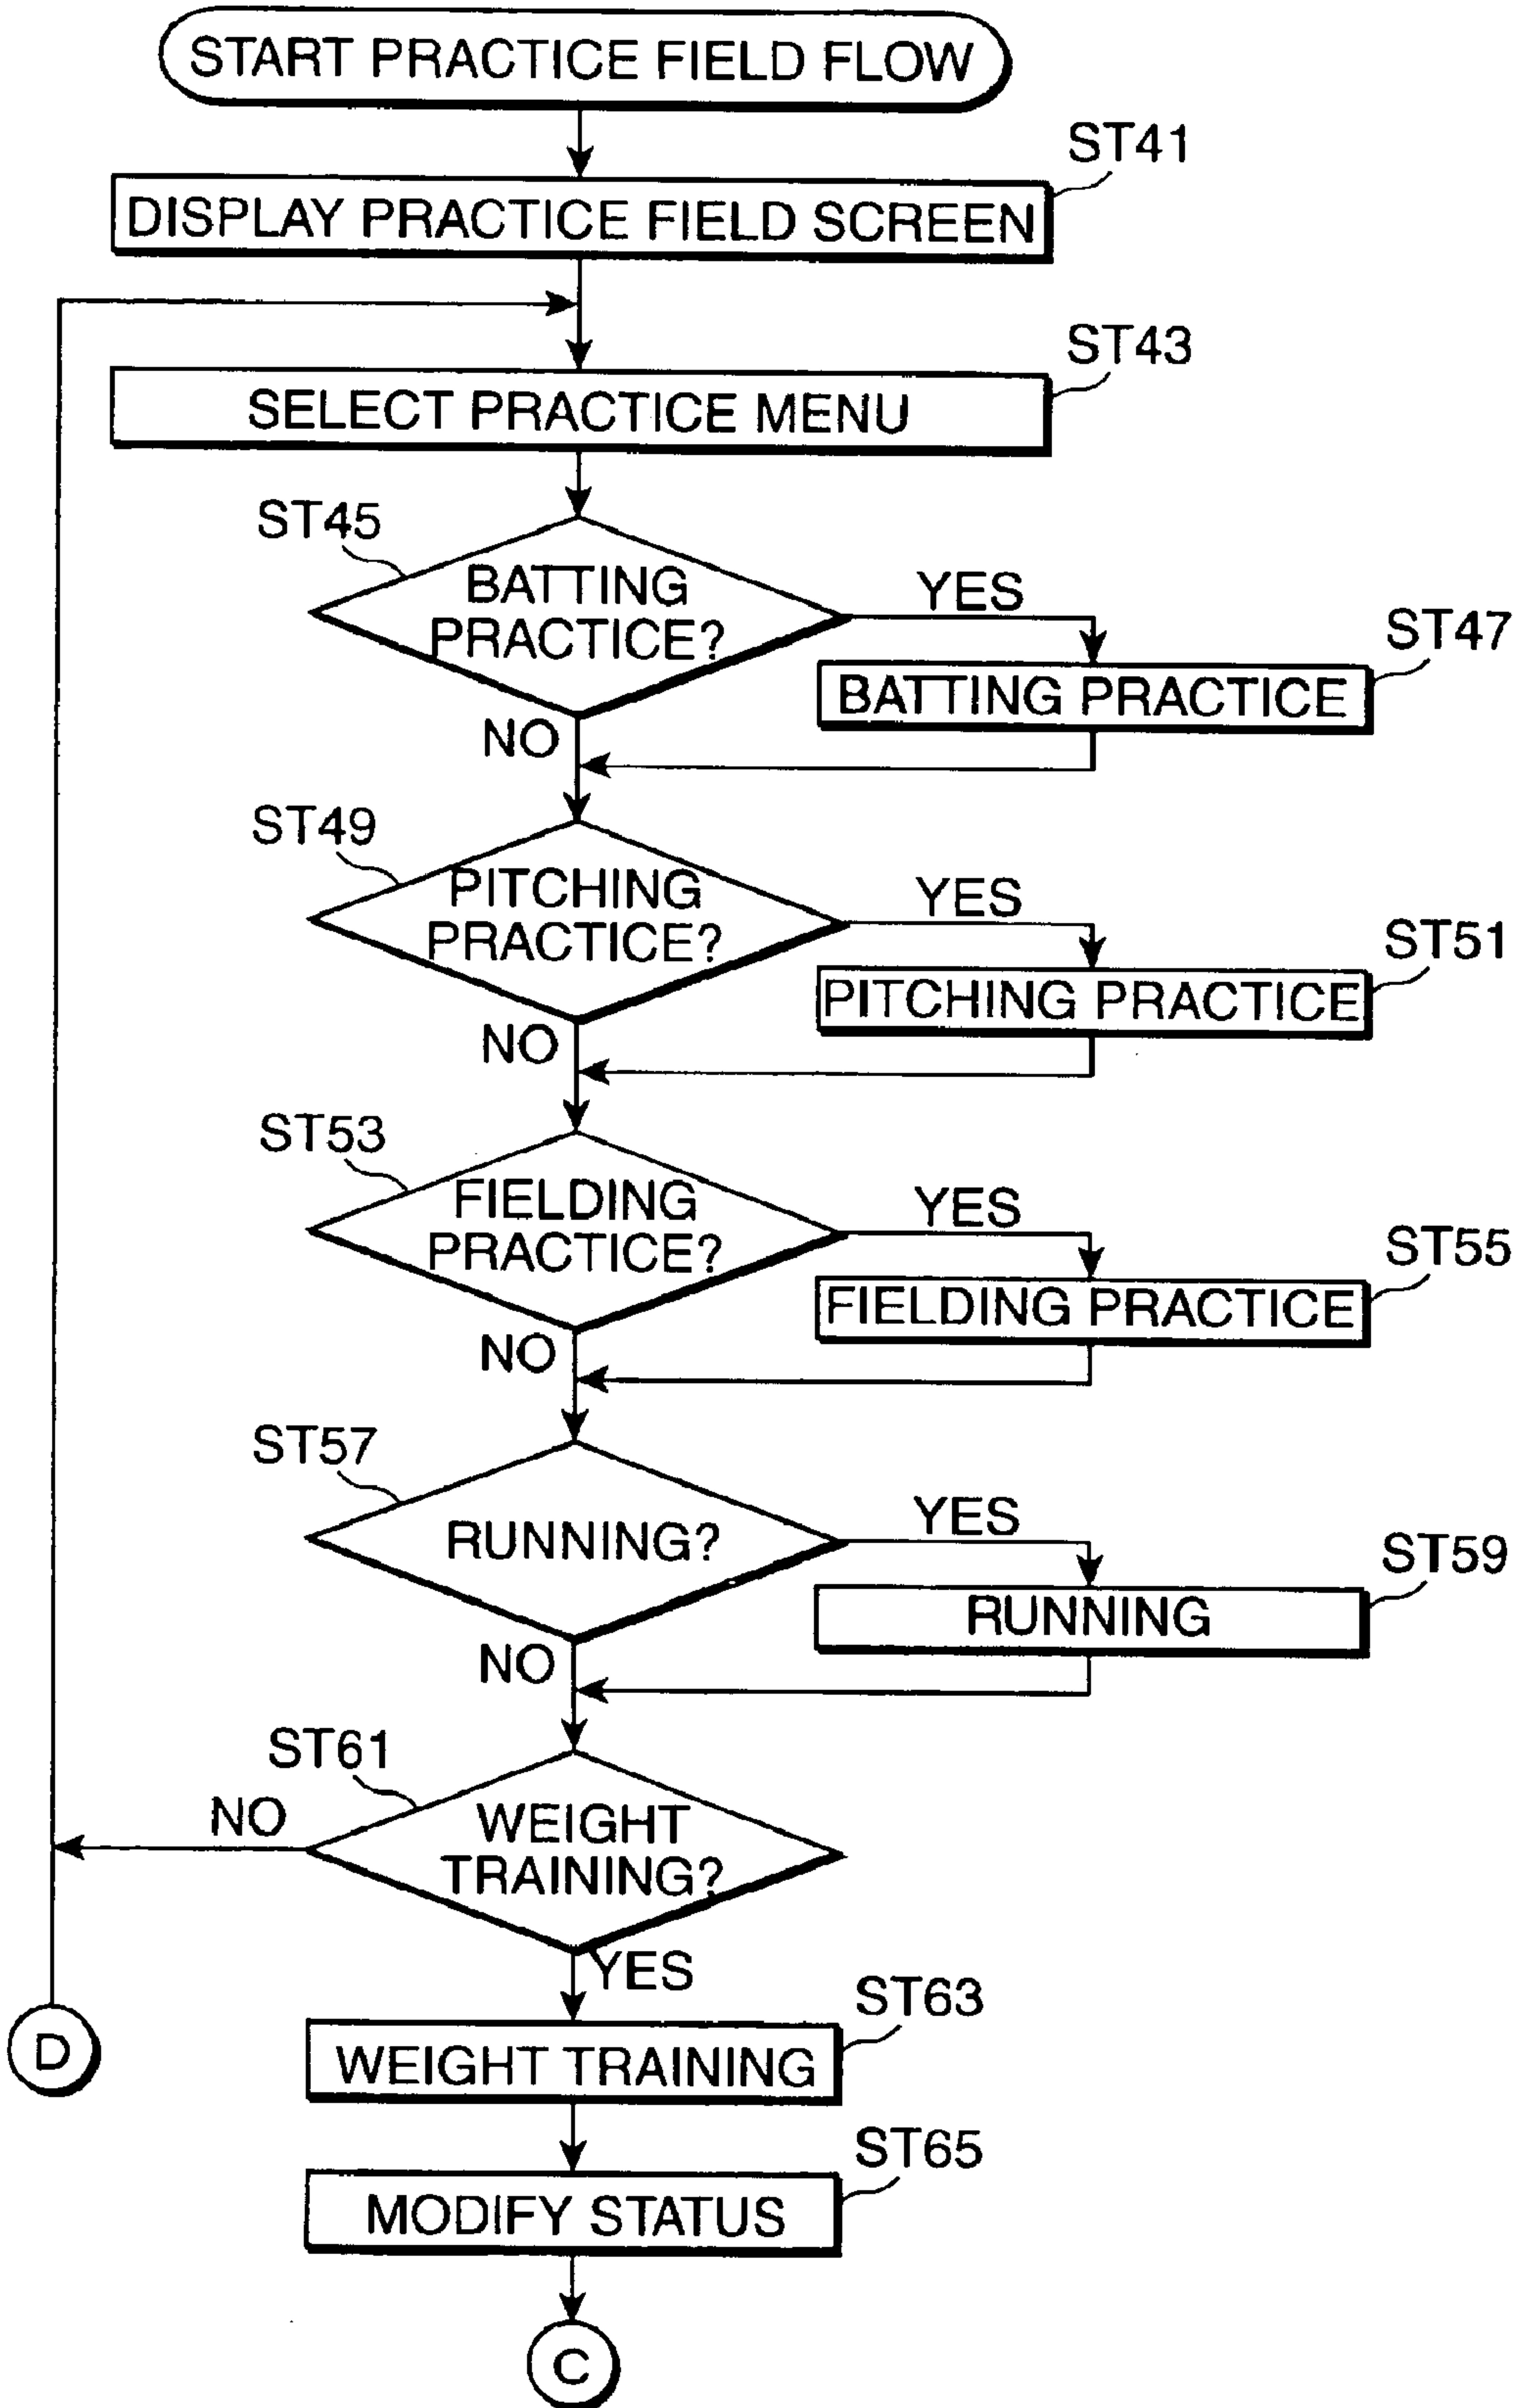 START PRACTICE FIELD FLOW
ST41
DISPLAY PRACTICE FIELD SCREEN
ST43
SELECT PRACTICE MENU
ST45
BATTING
PRACTICE?
YES
ST47
BATTING PRACTICE
NO
ST49
PITCHING
PRACTICE?
YES
ST51
PITCHING PRACTICE
NO
ST53
FIELDING
PRACTICE?
YES
ST55
FIELDING PRACTICE
NO
ST57
RUNNING?
YES
ST59
RUNNING
NO
ST61
NO
WEIGHT
TRAINING?
YES
D
ST63
WEIGHT TRAINING
ST65
MODIFY STATUS
C